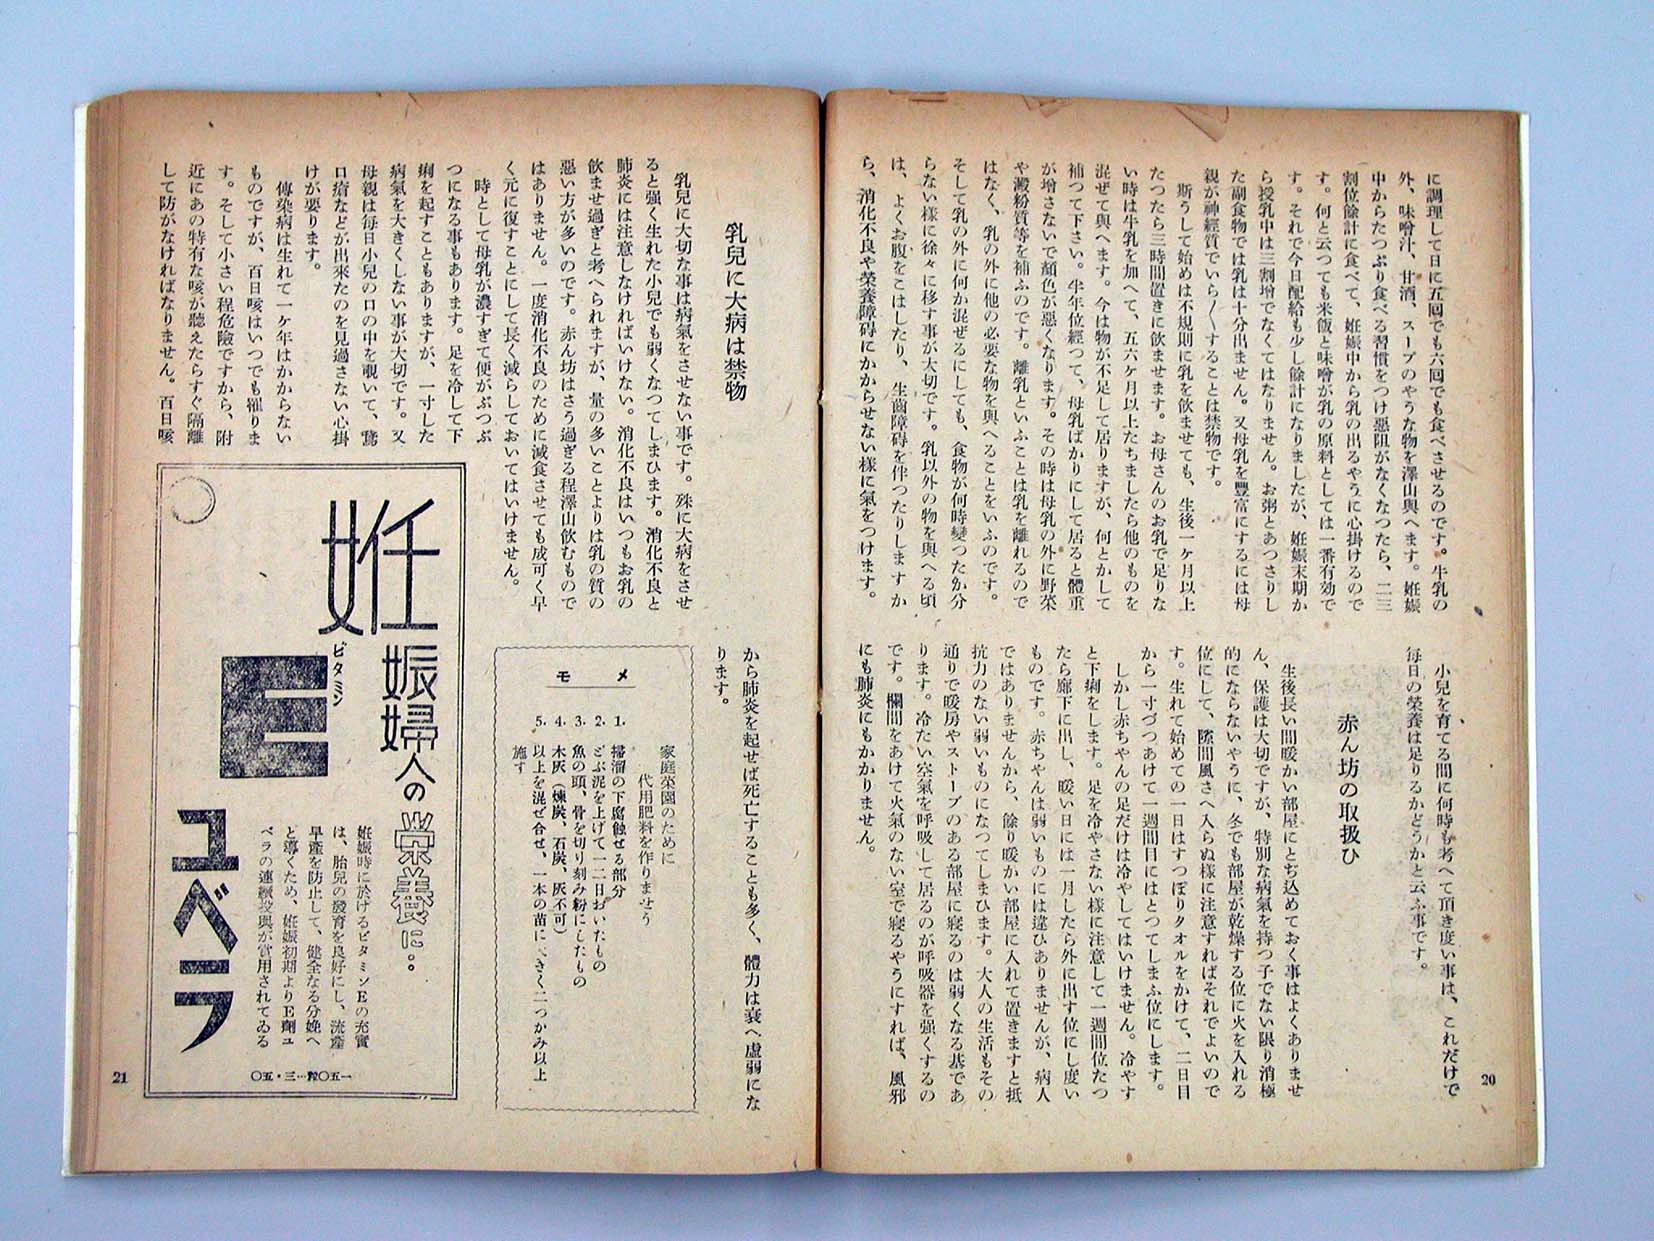 に調理して日に五囘でも六囘でも食べさせるのです。牛乳の
外、味噌汁、甘酒、スープのやうな物を澤山與へます。姙娠
中からたつぷり食べる習慣をつけ惡阻がなくなつたら、二三
割位餘計に食べて、姙娠中から乳の出るやうに心掛けるので
す。何と云つても米飯と味噌が乳の原料としては一番有効で
す。それで今日配給も少し餘計になりましたが、姙娠末期か
ら授乳中は三割增でなくてはなりません。お粥とあつさりし
た副食物では乳は十分出ません。又母乳を豐富にするには母
親が神經質でいら〳〵することは禁物です。
斯うして始めは不規則に乳を飮ませても、生後一ケ月以上
たつたら三時間置きに飮ませます。お母さんのお乳で足りな
い時は牛乳を加へて、五六ケ月以上たちましたら他のものを
混ぜて與へます。今は物が不足して居りますが、何とかして
補つて下さい。半年位經つて、母乳ばかりにして居ると體重
が增さないで顏色が惡くなります。その時は母乳の外に野菜
や澱粉質等を補ふのです。離乳といふことは乳を離れるので
はなく、乳の外に他の必要な物を與へることをいふのです。
そして乳の外に何か混ぜるにしても、食物が何時變つたか分
らない樣に徐々に移す事が大切です。乳以外の物を與へる頃
は、よくお腹をこはしたり、生齒障碍を伴つたりしますか
ら、消化不良や榮養障碍にかからせない樣に氣をつけます。
小兒を育てる間に何時も考へて頂き度い事は、これだけで
毎日の榮養は足りるかどうかと云ふ事です。
赤ん坊の取扱ひ
生後長い間暖かい部屋にとぢ込めておく事はよくありませ
ん、保護は大切ですが、特別な病氣を持つ子でない限り消極
的にならないやうに、冬でも部屋が乾燥する位に火を入れる
位にして、隙間風さへ入らぬ樣に注意すればそれでよいので
す。生れて始めての一日はすつぽりタオルをかけて、二日目
から一寸づつあけて一週間目にはとつてしまふ位にします。
しかし赤ちやんの足だけは冷やしてはいけません。冷やす
と下痢をします。足を冷やさない樣に注意して一週間位たつ
たら廊下に出し、暖い日には一月したら外に出す位にし度い
ものです。赤ちやんは弱いものには違ひありませんが、病人
ではありませんから、餘り暖かい部屋に入れて置きますと抵
抗力のない弱いものになつてしまひます。大人の生活もその
通りで暖房やストーブのある部屋に寢るのは弱くなる基であ
ります。冷たい空氣を呼吸して居るのが呼吸器を强くするの
です。欄間をあけて火氣のない室で寢るやうにすれば、風邪
にも肺炎にもかかりません。
20
乳兒に大病は禁物
乳兒に大切な事は病氣をさせない事です。殊に大病をさせ
ると强く生れた小兒でも弱くなつてしまひます。消化不良と
肺炎には注意しなければいけない。消化不良はいつもお乳の
飮ませ過ぎと考へられますが、量の多いことよりは乳の質の
惡い方が多いのです。赤ん坊はさう過ぎる程澤山飮むもので
はありません。一度消化不良のために減食させても成可く早
く元に復すことにして長く減らしておいてはいけません。
時として母乳が濃すぎて便がぶつぶ
つになる事もあります。足を冷して下
痢を起すこともありますが、一寸した
病氣を大きくしない事が大切です。又
母親は毎日小兒の口の中を覗いて、鵞
口瘡などが出來たのを見過さない心掛
けが要ります。
傳染病は生れて一ケ年はかからない
ものですが、百日咳はいつでも罹りま
す。そして小さい程危險ですから、附
近にあの特有な咳が聽えたらすぐ隔離
して防がなければなりません。百日咳
から肺炎を起せば死亡することも多く、體力は衰へ虛弱にな
ります。
メモ
家庭菜園のために
代用肥料を作りませう
1. 掃溜の下腐蝕せる部分
2. どぶ泥を上げて一二日おいたもの
3. 魚の頭、骨を切り刻み粉にしたもの
4. 木灰（煉炭、石炭、灰不可）
5. 以上を混ぜ合せ、一本の苗に大きく二つかみ以上
施す
姙娠婦人の榮養に‥
ビタミン
E
ユベラ
姙娠時に於けるビタミンEの充實
は、胎兒の發育を良好にし、流產
早產を防止して、健全なる分娩へ
と導くため、姙娠初期よりE劑ユ
ベラの連續投與が賞用されてゐる
一五〇粒…三・五〇
21